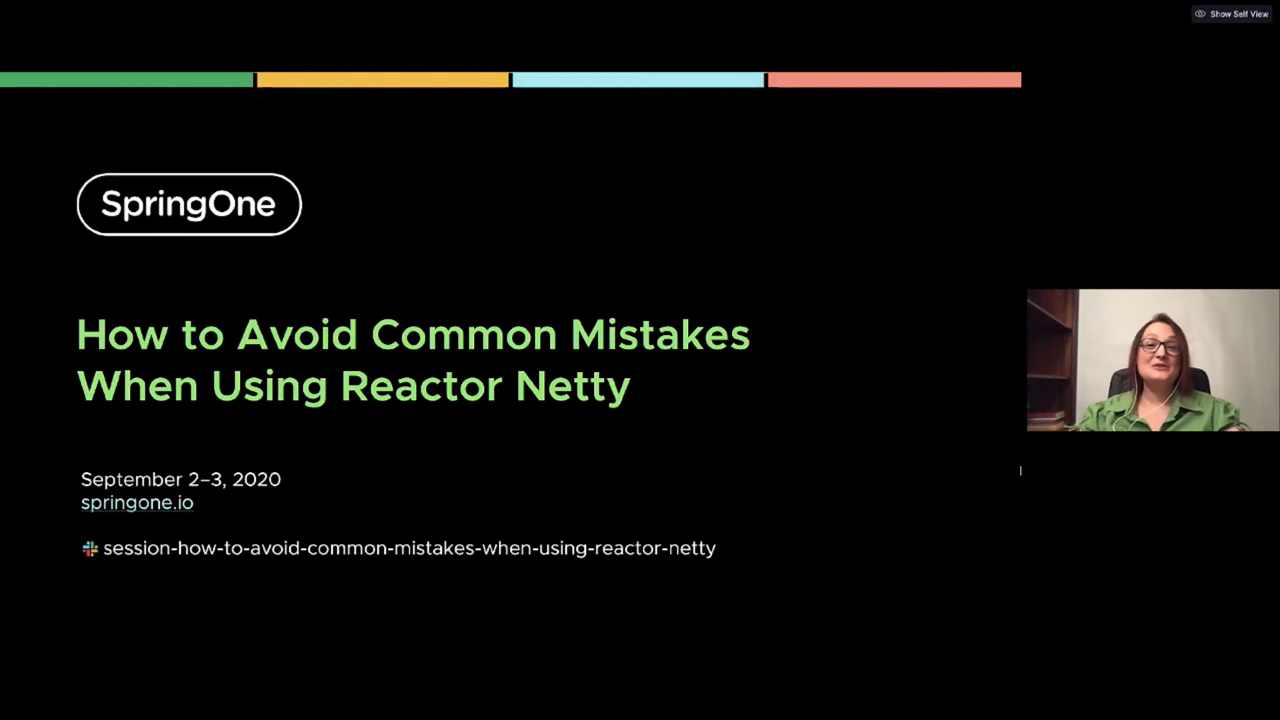 Show Self View
SpringOne
How to Avoid Common Mistakes
When Using Reactor Netty
September 2–3, 2020
springone.io
session-how-to-avoid-common-mistakes-when-using-reactor-netty